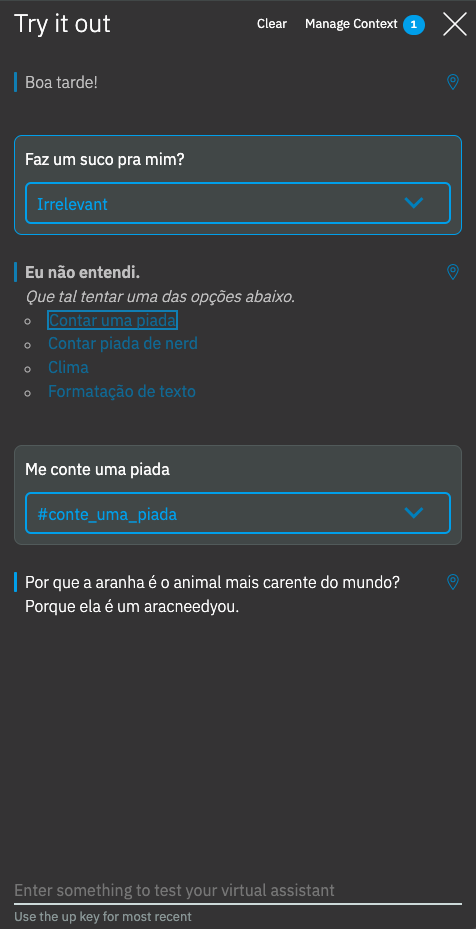 Try it out
Clear
Manage Context 1
Boa tarde!
Faz um suco pra mim?
Irrelevant
Eu não entendi.
Que tal tentar uma das opções abaixo.
Contar uma piada
Contar piada de nerd
Clima
Formatação de texto
Me conte uma piada
#conte_uma_piada
Por que a aranha é o animal mais carente do mundo?
Porque ela é um aracneedyou.
Enter something to test your virtual assistant
Use the up key for most recent